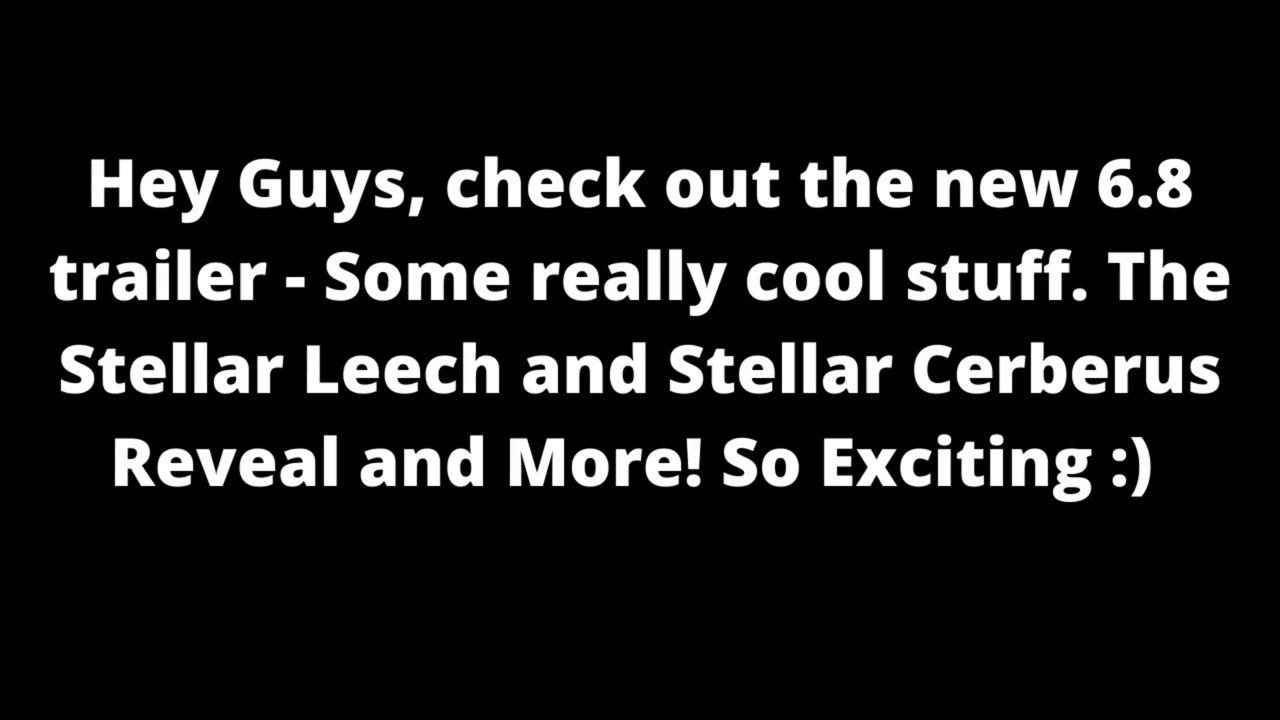 Hey Guys, check out the new 6.8
trailer - Some really cool stuff. The
Stellar Leech and Stellar Cerberus
Reveal and More! So Exciting :)